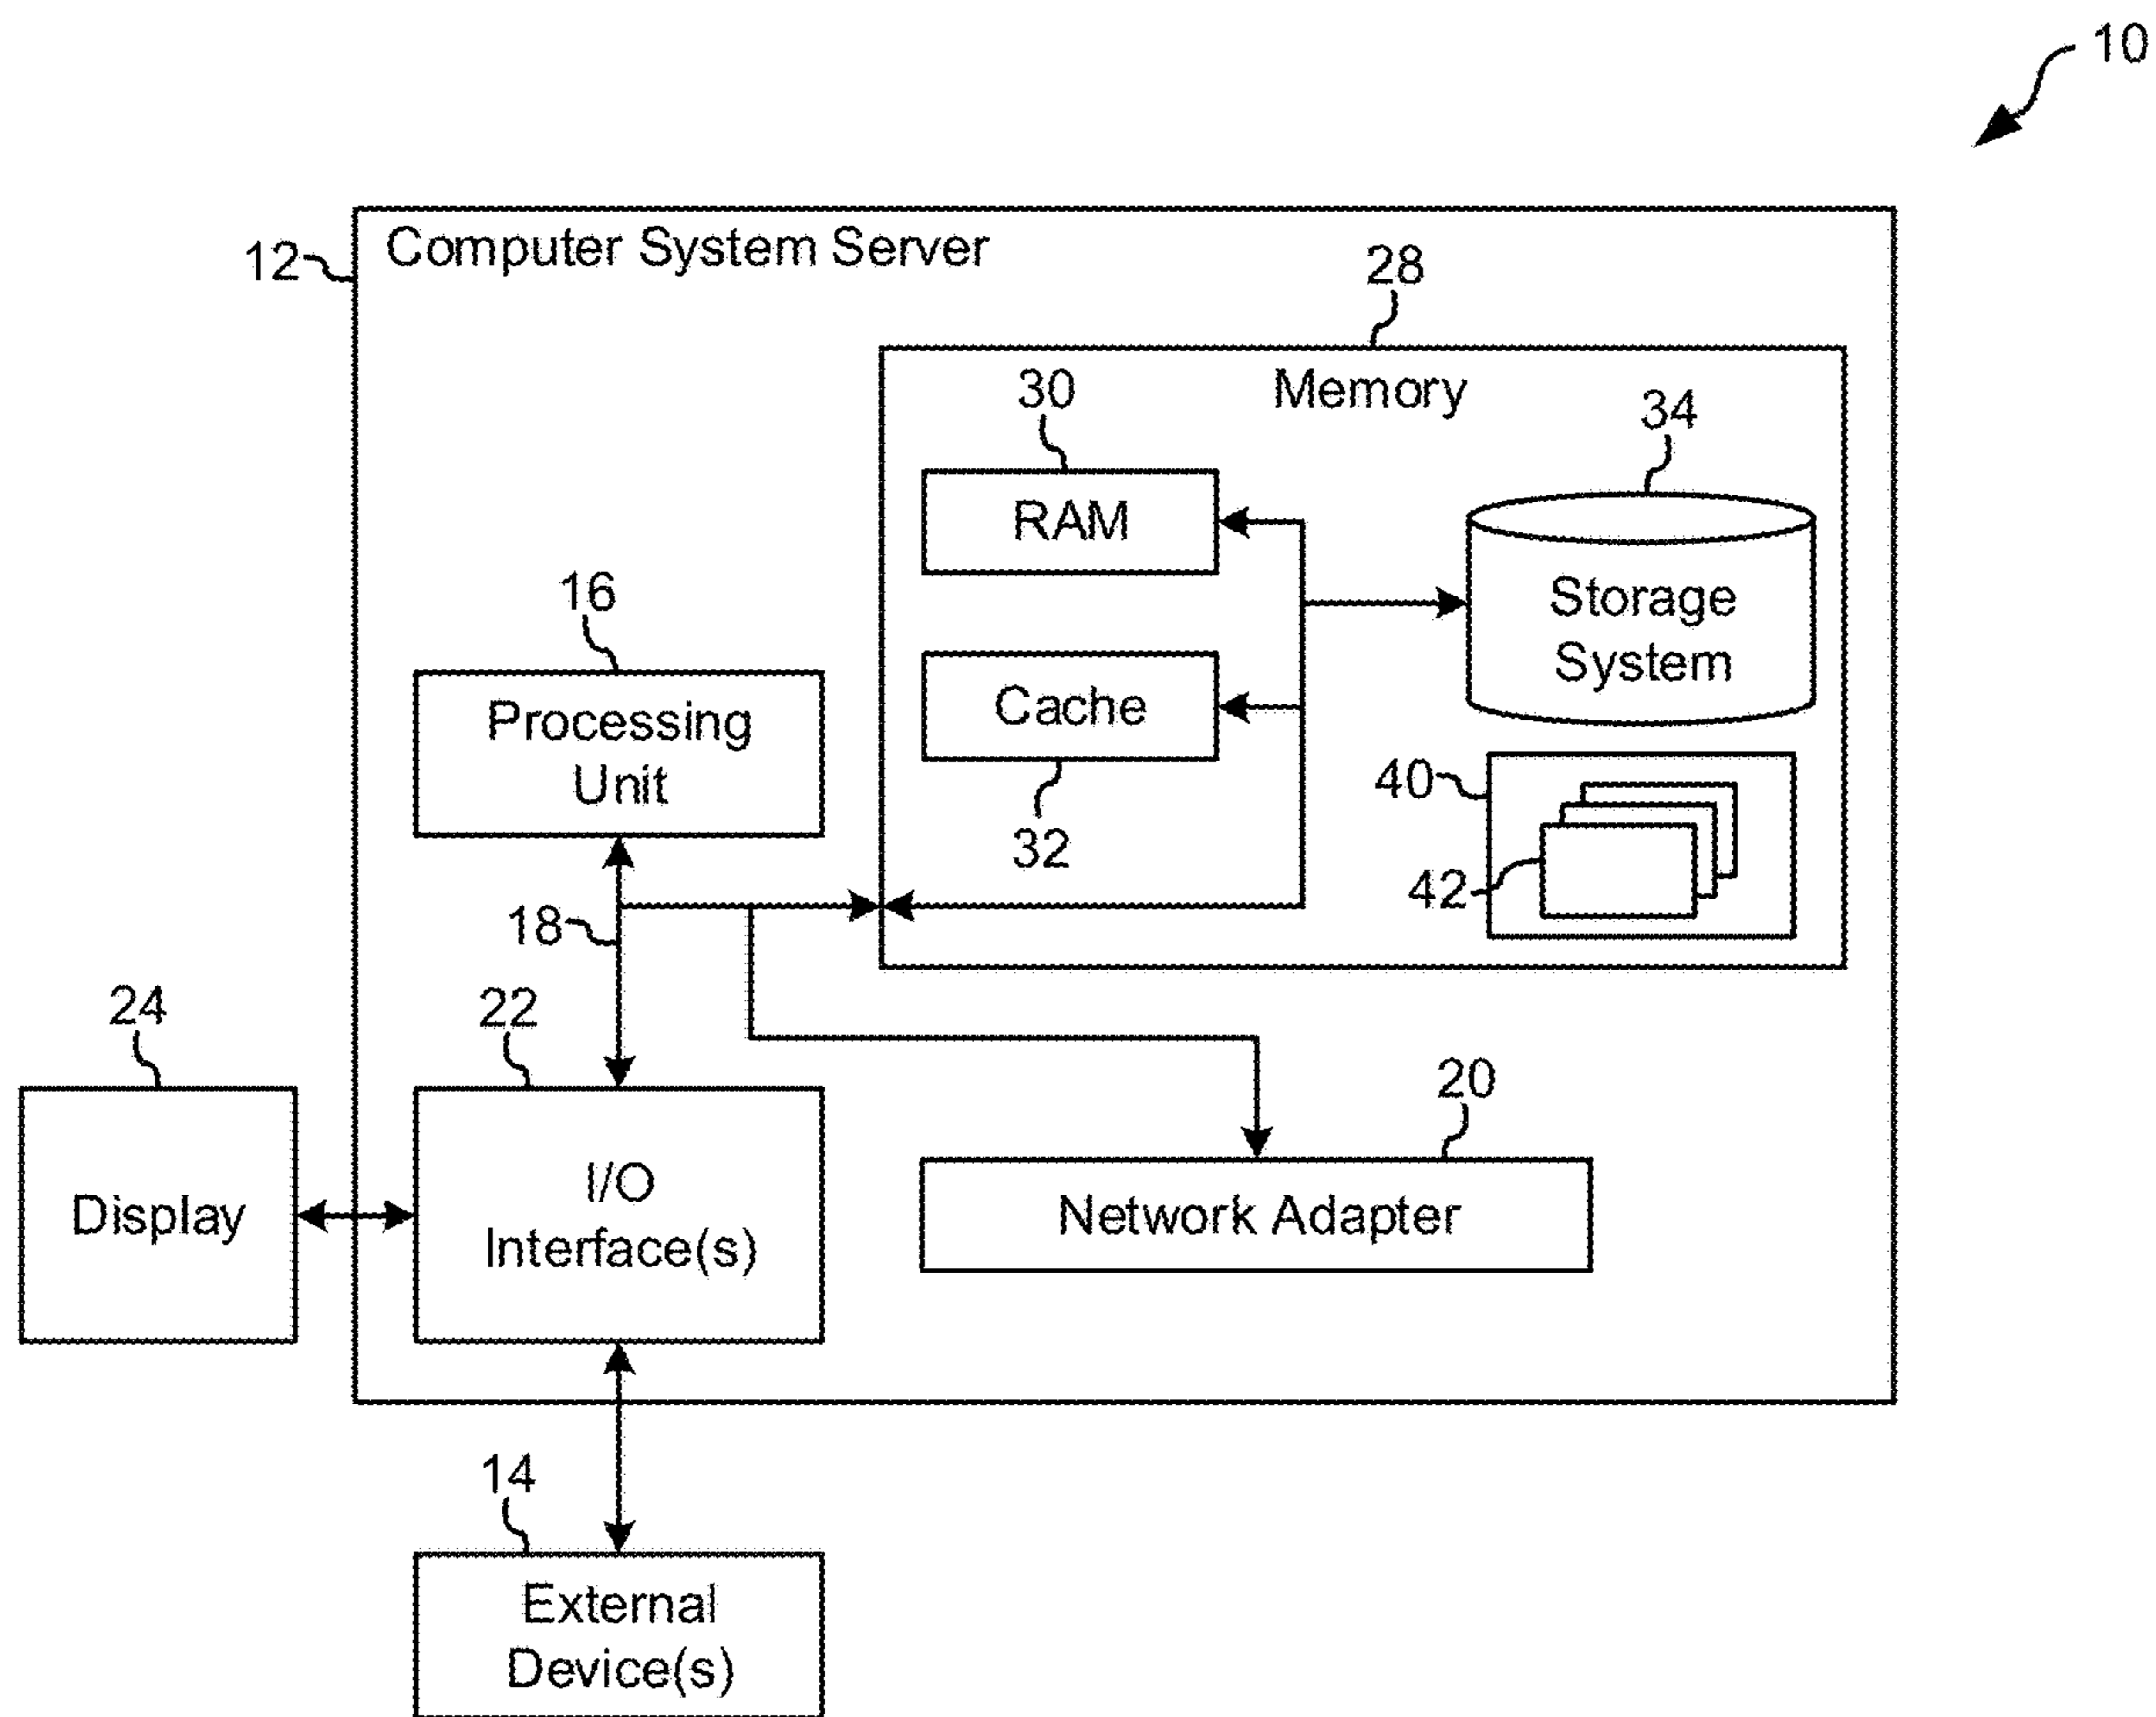 10
12
Computer System Server
28
Memory
30
34
RAM
Storage
System
16
Processing
Unit
Cache
32
40
42
18
24
22
20
Display
I/O
Interface(s)
Network Adapter
14
External
Device(s)